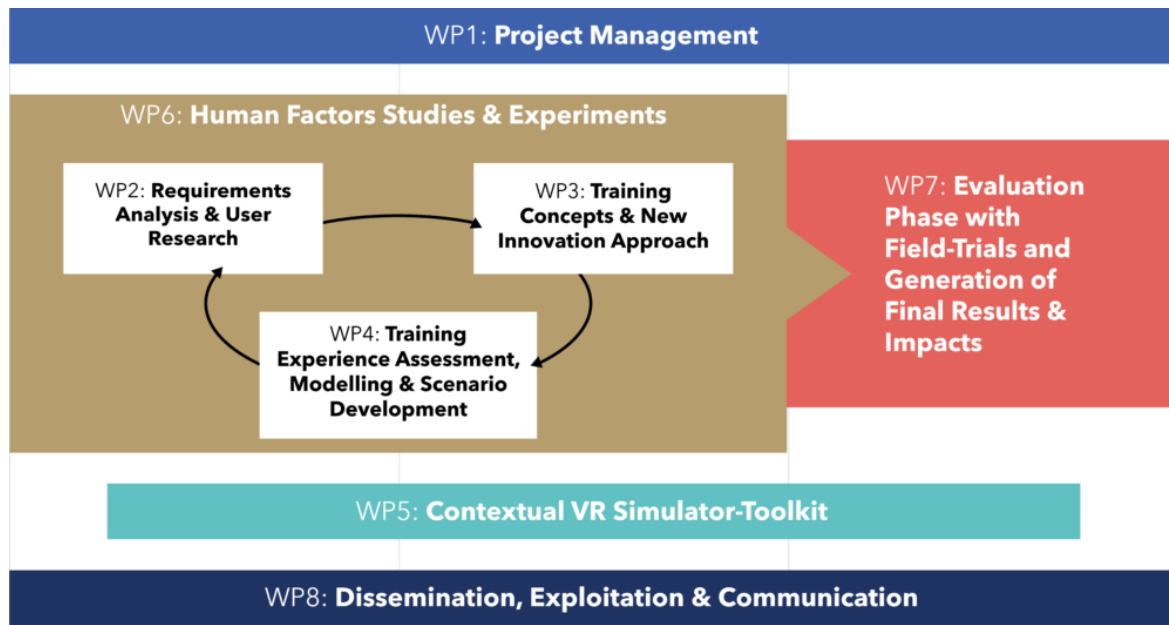 WP1: Project Management
WP6: Human Factors Studies & Experiments
WP2: Requirements
Analysis & User
Research
WP3: Training
Concepts & New
Innovation Approach
WP4: Training
Experience Assessment,
Modelling & Scenario
Development
WP7: Evaluation
Phase with
Field-Trials and
Generation of
Final Results &
Impacts
WP5: Contextual VR Simulator-Toolkit
WP8: Dissemination, Exploitation & Communication